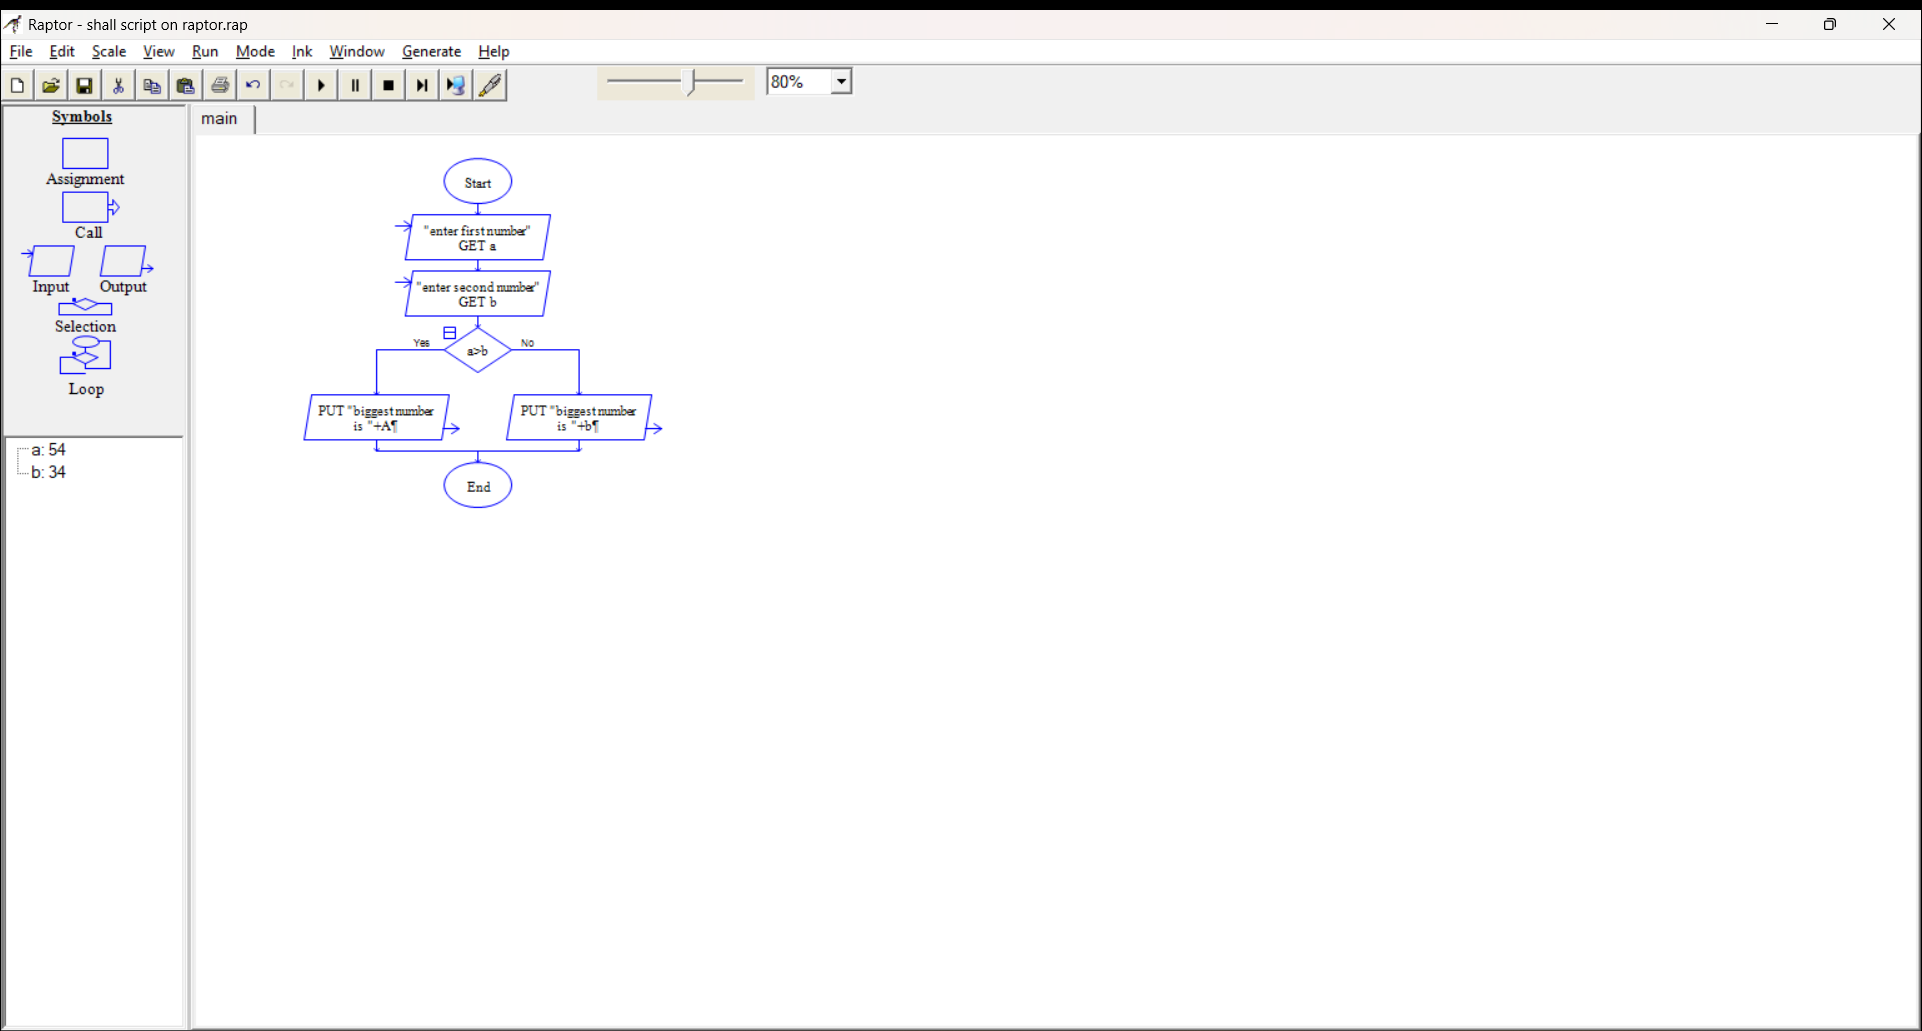 Raptor - shall script on raptor.rap
File Edit Scale View Run Mode Ink Window Generate Help
80%
Symbols
Assignment
Call
Input Output
Selection
Loop
a: 54
b: 34
main
Start
"enter first number"
GET a
"enter second number"
GET b
Yes a>b No
PUT "biggest number
is "+A¶
PUT "biggest number
is "+b¶
End